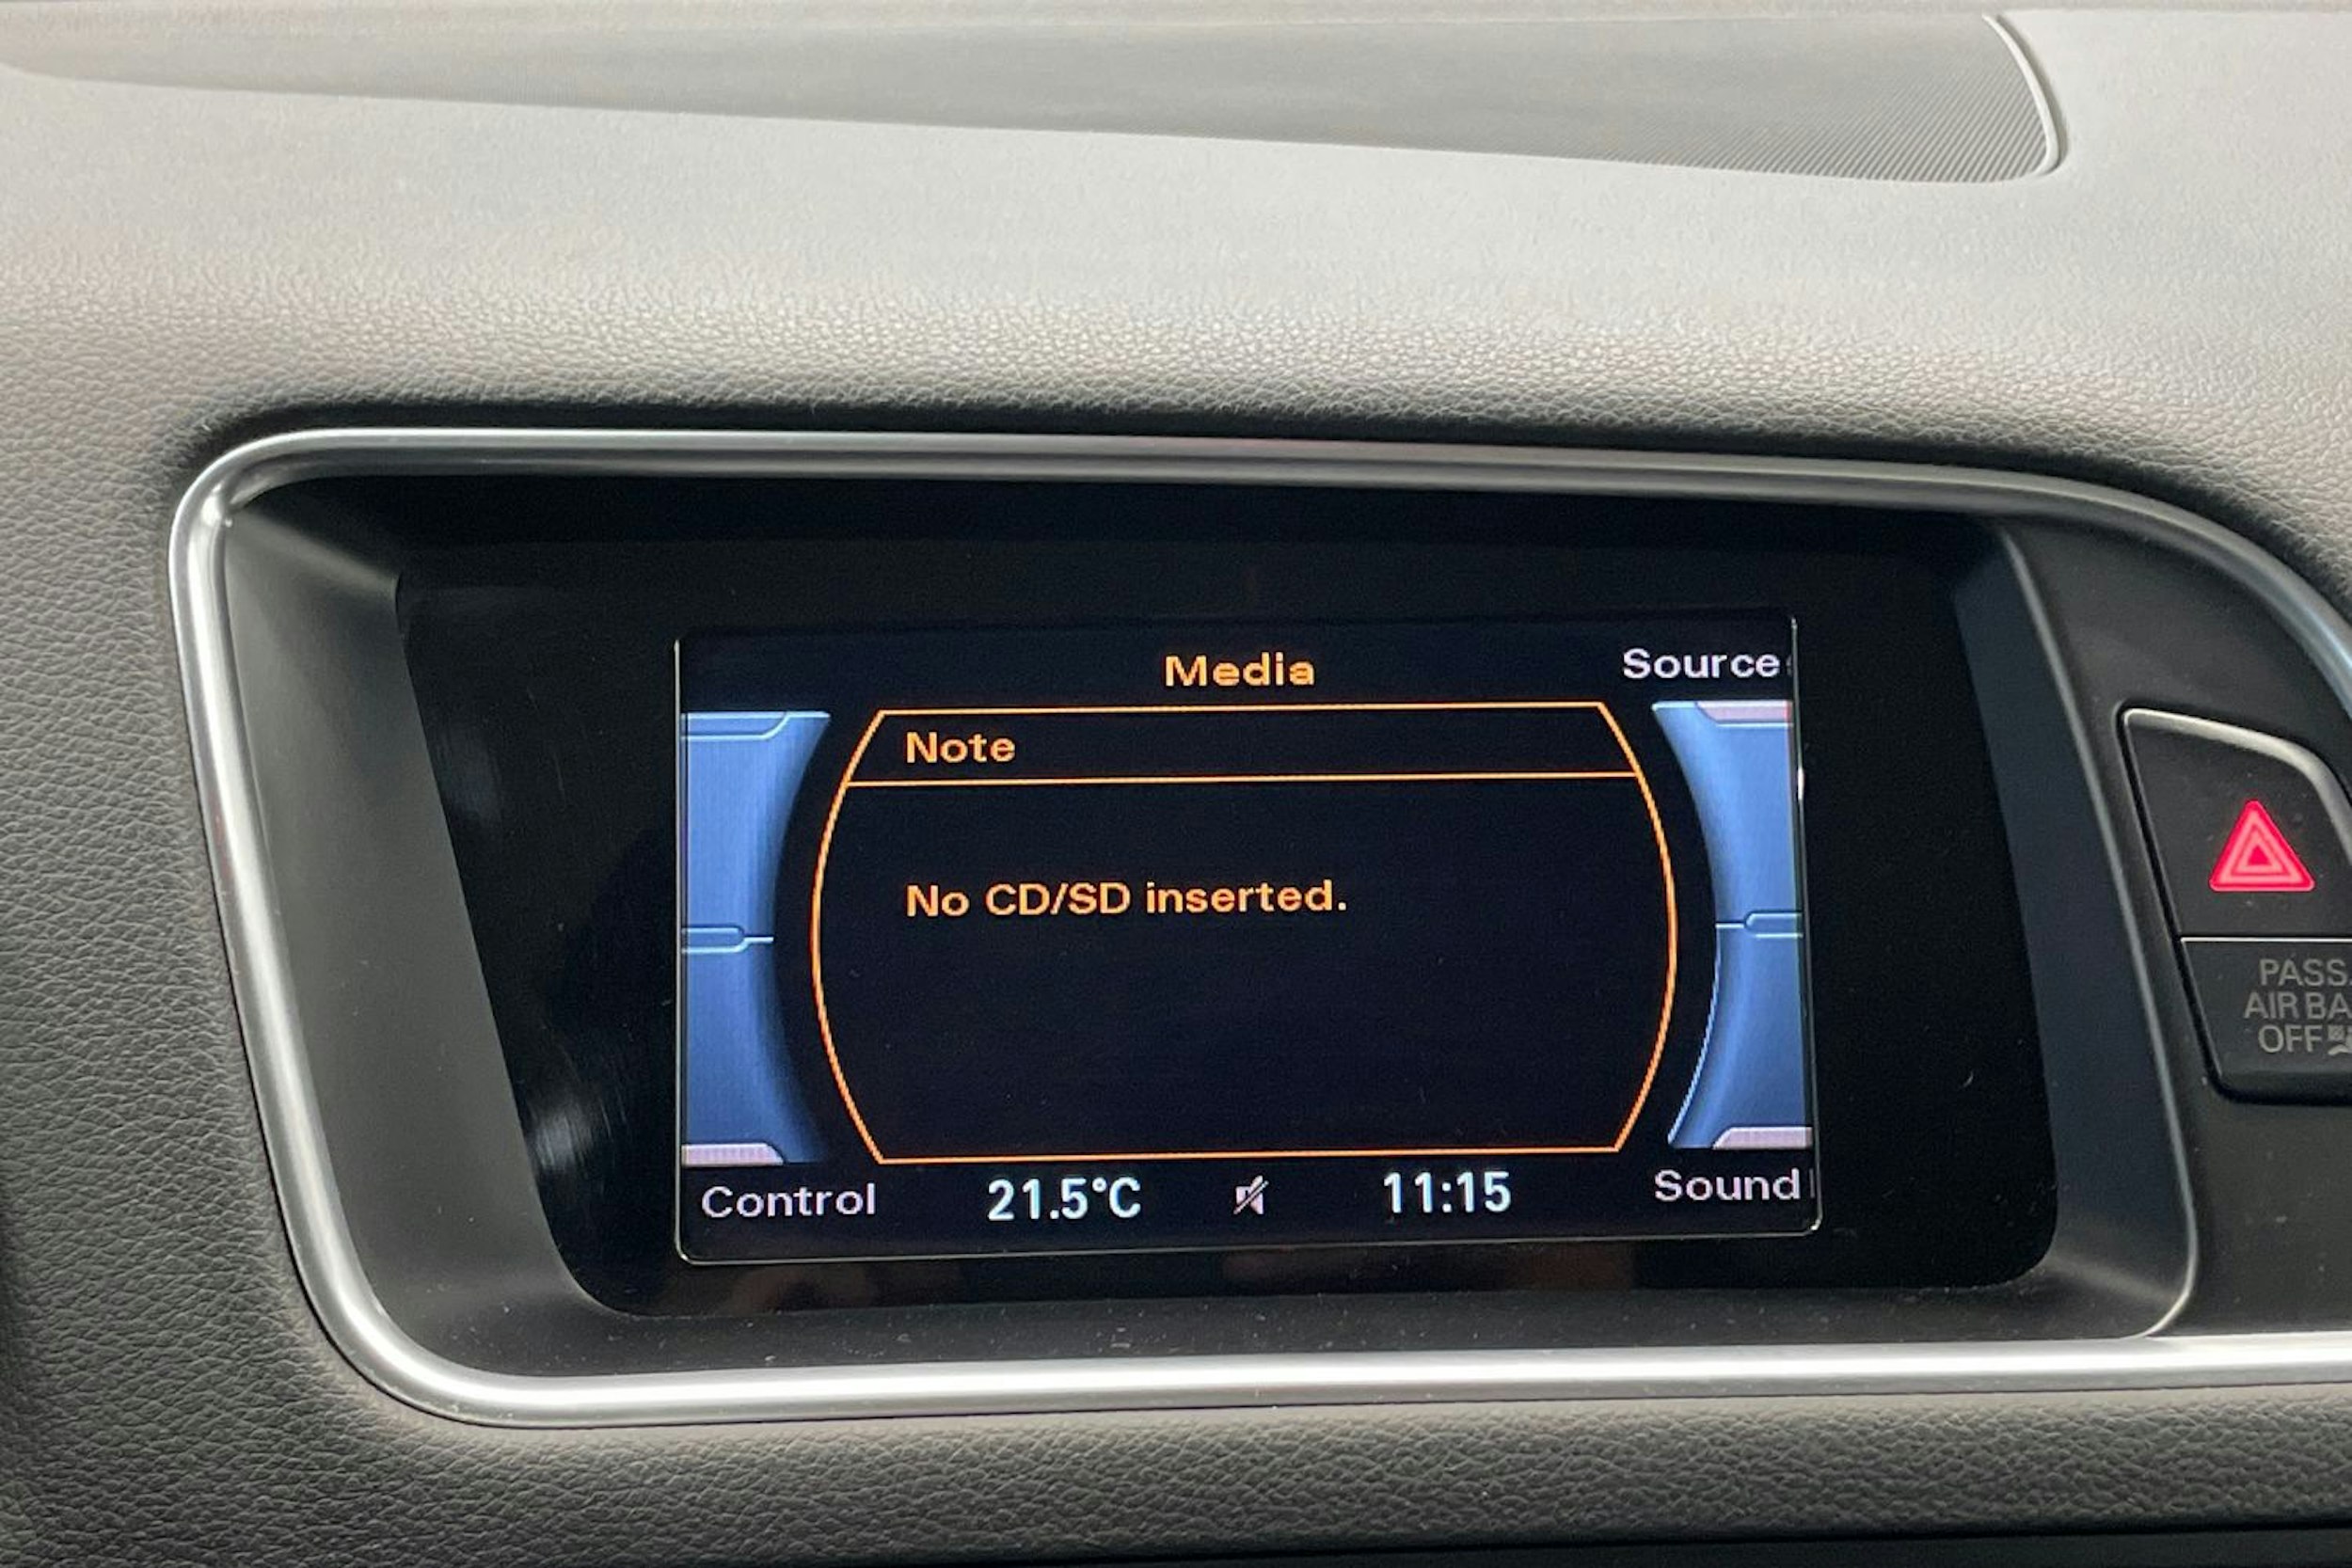 Media
Source
Note
No CD/SD inserted.
Control
21.5°C
11:15
Sound
PASS
AIR BA
OFF